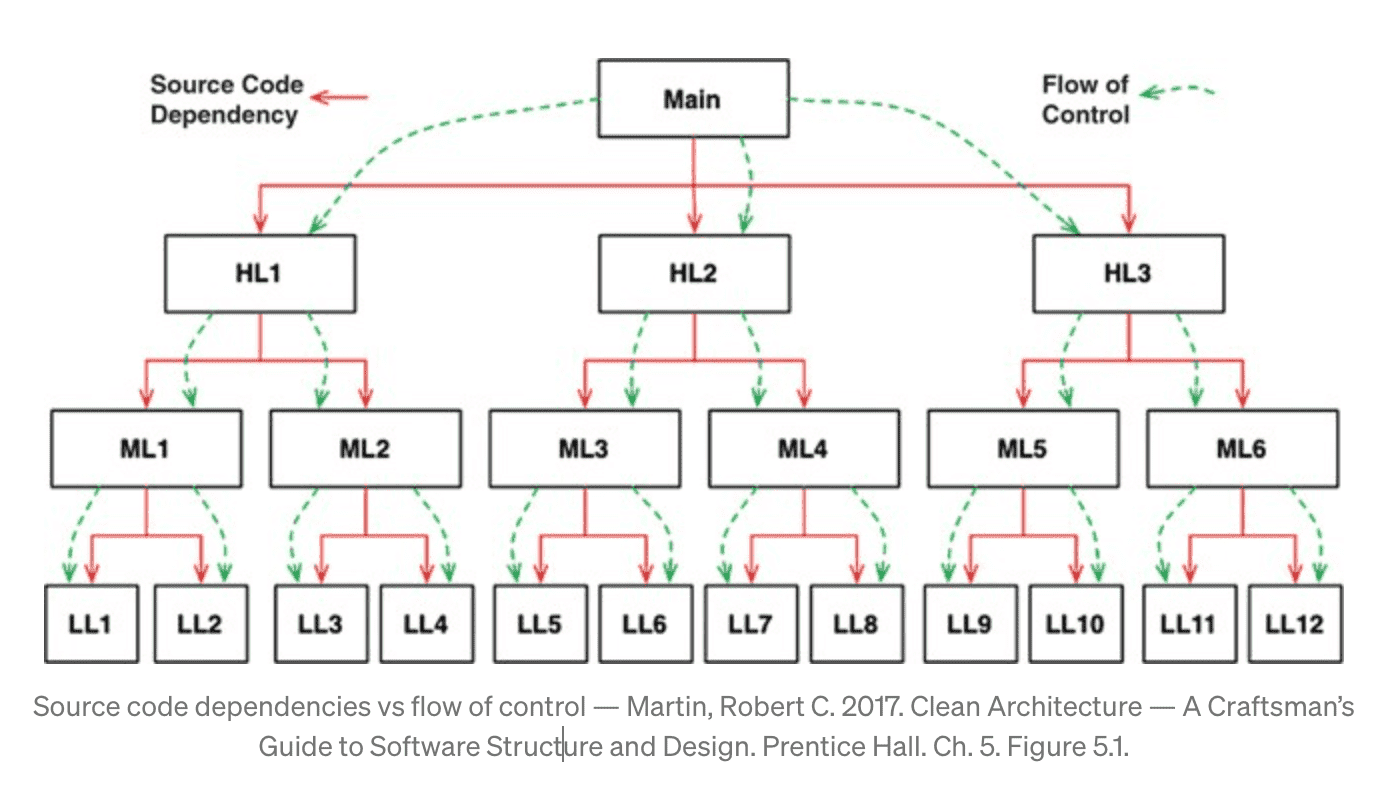 Source Code
Dependency
Main
Flow of
Control
HL1
HL2
HL3
ML1
ML2
ML3
ML4
ML5
ML6
LL1
LL2
LL3
LL4
LL5
LL6
LL7
LL8
LL9
LL10
LL11
LL12
Source code dependencies vs flow of control — Martin, Robert C. 2017. Clean Architecture — A Craftsman’s
Guide to Software Structure and Design. Prentice Hall. Ch. 5. Figure 5.1.